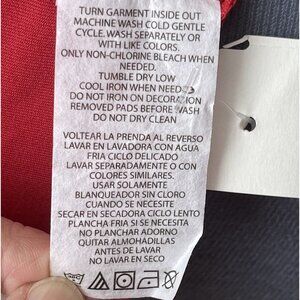 TURN GARMENT INSIDE OUT
MACHINE WASH COLD GENTLE
CYCLE. WASH SEPARATELY OR
WITH LIKE COLORS.
ONLY NON-CHLORINE BLEACH WHEN
NEEDED.
TUMBLE DRY LOW
COOL IRON WHEN NEEDED
DO NOT IRON ON DECORATION
REMOVED PADS BEFORE WASH
DO NOT DRY CLEAN
VOLTEAR LA PRENDA AL REVERSO
LAVAR EN LAVADORA CON AGUA
FRIA CICLO DELICADO
LAVAR SEPARADAMENTE O CON
COLORES SIMILARES.
USAR SOLAMENTE
BLANQUEADOR SIN CLORO
CUANDO SE NECESITE
SECAR EN SECADORA CICLO LENTO
PLANCHA FRIA SI SE NECESITA
NO PLANCHAR ADORNO
QUITAR ALMOHADILLAS
ANTES DE LAVAR
NO LAVAR EN SECO